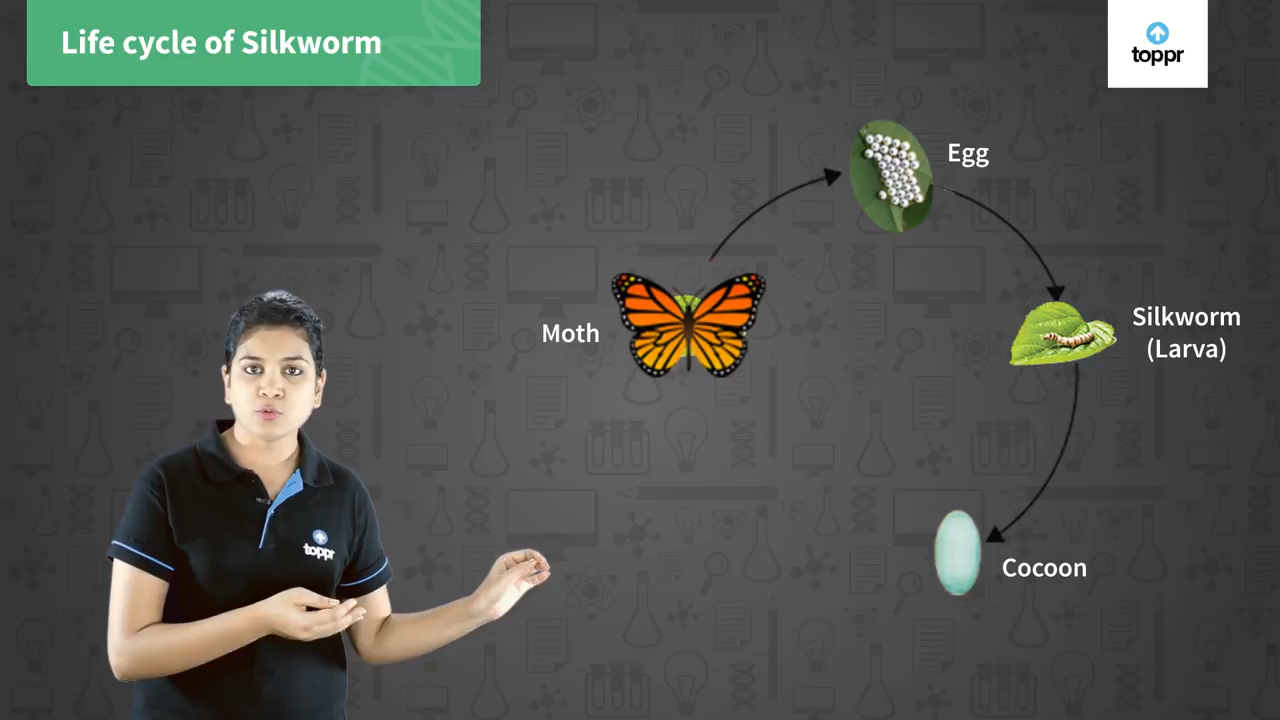 Life cycle of Silkworm
toppr
Egg
Moth
Silkworm
(Larva)
Cocoon
toppr